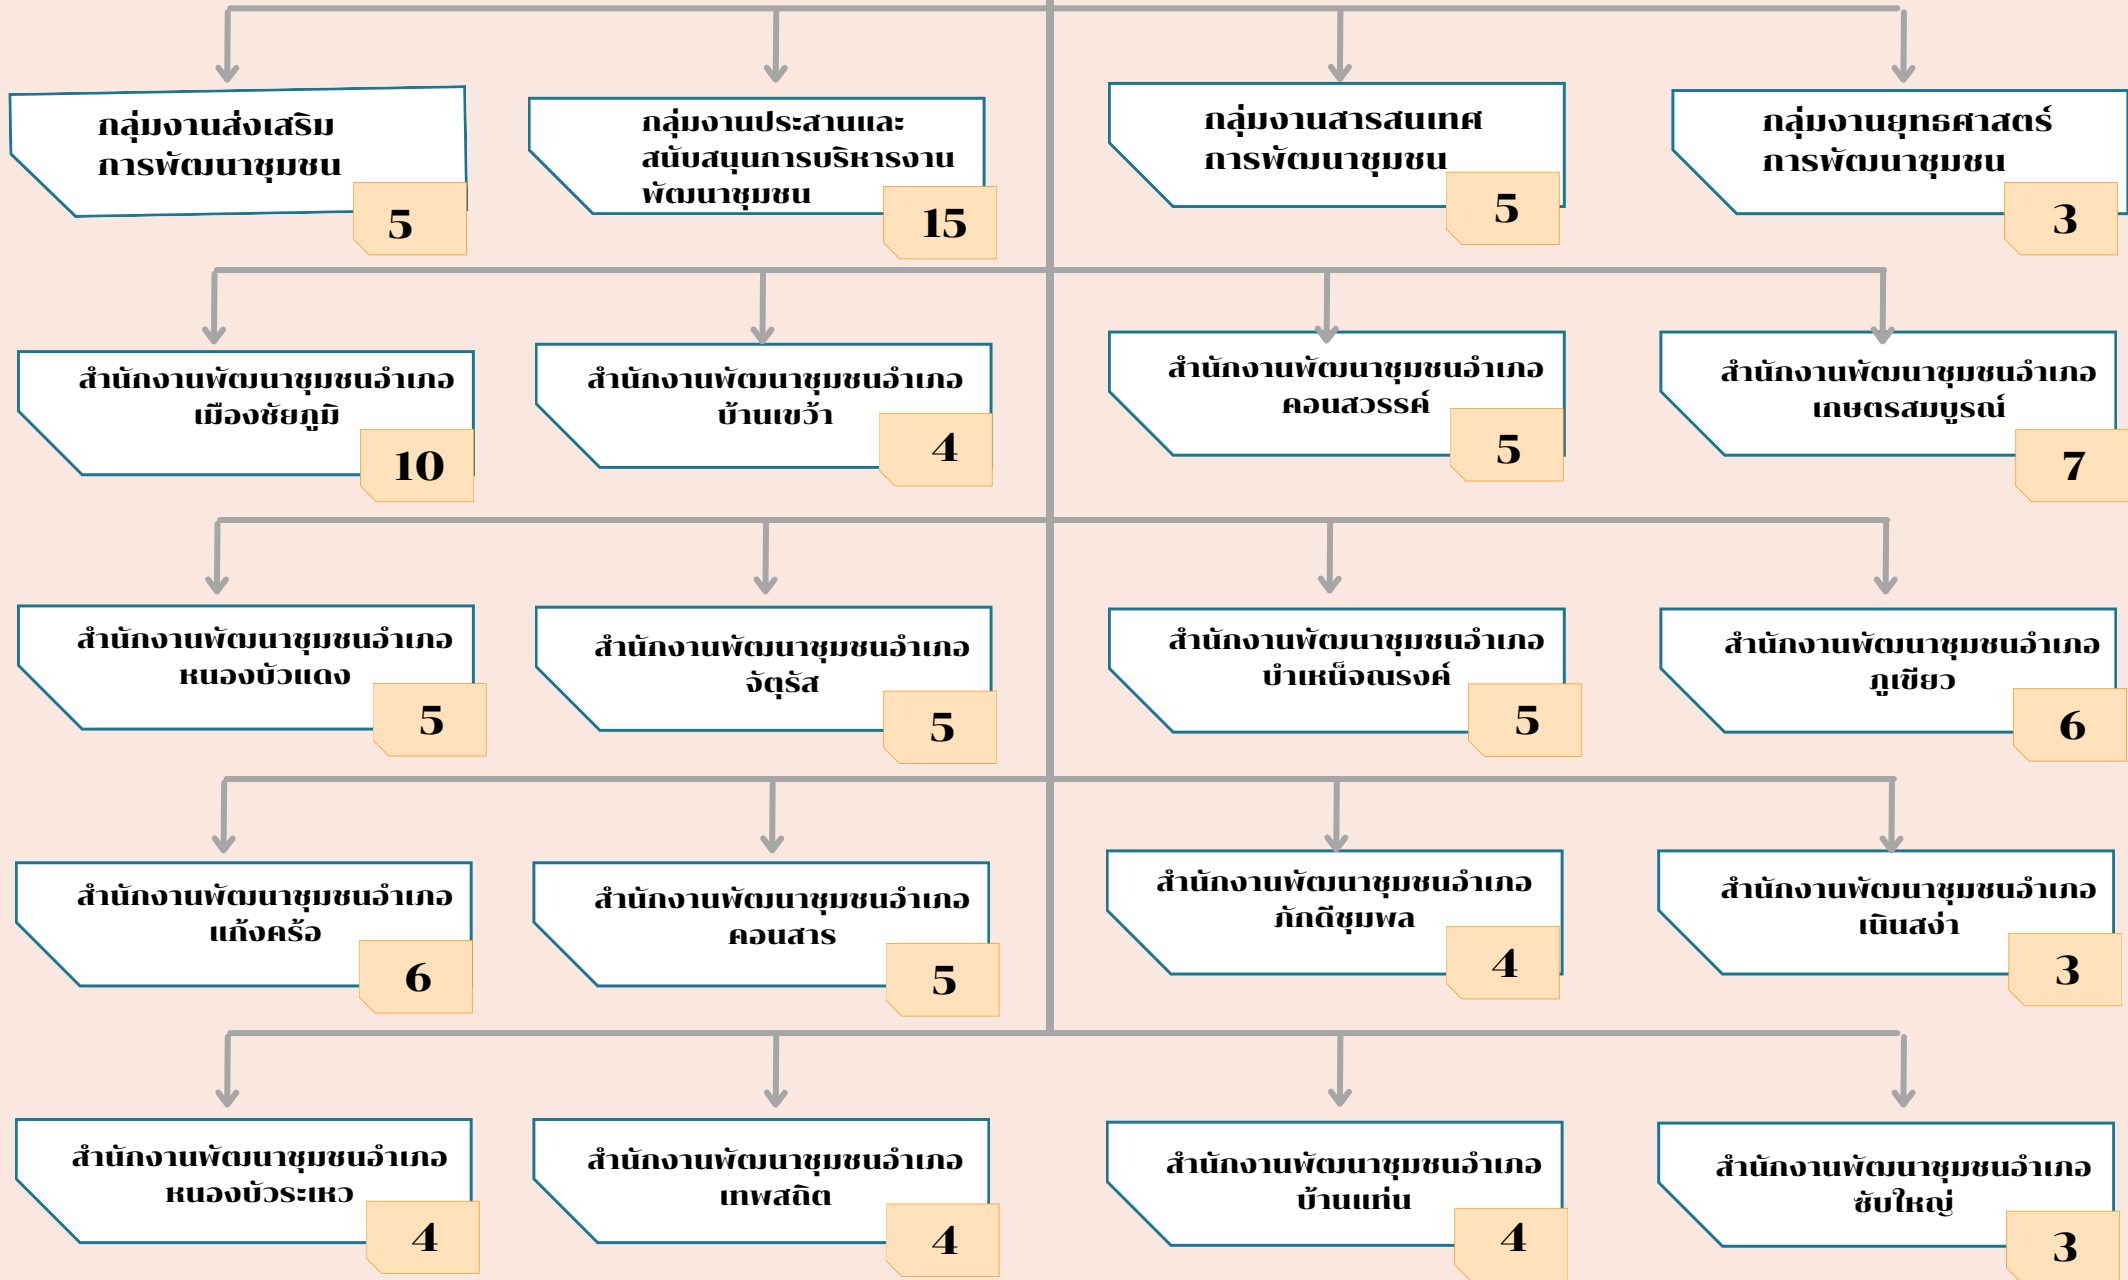 กลุ่มงานส่งเสริม
การพัฒนาชุมชน
5
กลุ่มงานประสานและ
สนับสนุนการบริหารงาน
พัฒนาชุมชน
15
กลุ่มงานสารสนเทศ
การพัฒนาชุมชน
5
กลุ่มงานยุทธศาสตร์
การพัฒนาชุมชน
3
สำนักงานพัฒนาชุมชนอำเภอ
เมืองชัยภูมิ
10
สำนักงานพัฒนาชุมชนอำเภอ
บ้านเขว้า
4
สำนักงานพัฒนาชุมชนอำเภอ
คอนสวรรค์
5
สำนักงานพัฒนาชุมชนอำเภอ
เกษตรสมบูรณ์
7
สำนักงานพัฒนาชุมชนอำเภอ
หนองบัวแดง
5
สำนักงานพัฒนาชุมชนอำเภอ
จัตุรัส
5
สำนักงานพัฒนาชุมชนอำเภอ
บำเหน็จณรงค์
5
สำนักงานพัฒนาชุมชนอำเภอ
ภูเขียว
6
สำนักงานพัฒนาชุมชนอำเภอ
แก้งคร้อ
6
สำนักงานพัฒนาชุมชนอำเภอ
คอนสาร
5
สำนักงานพัฒนาชุมชนอำเภอ
ภักดีชุมพล
4
สำนักงานพัฒนาชุมชนอำเภอ
เนินสง่า
3
สำนักงานพัฒนาชุมชนอำเภอ
หนองบัวระเหว
4
สำนักงานพัฒนาชุมชนอำเภอ
เทพสถิต
4
สำนักงานพัฒนาชุมชนอำเภอ
บ้านแท่น
4
สำนักงานพัฒนาชุมชนอำเภอ
ซับใหญ่
3